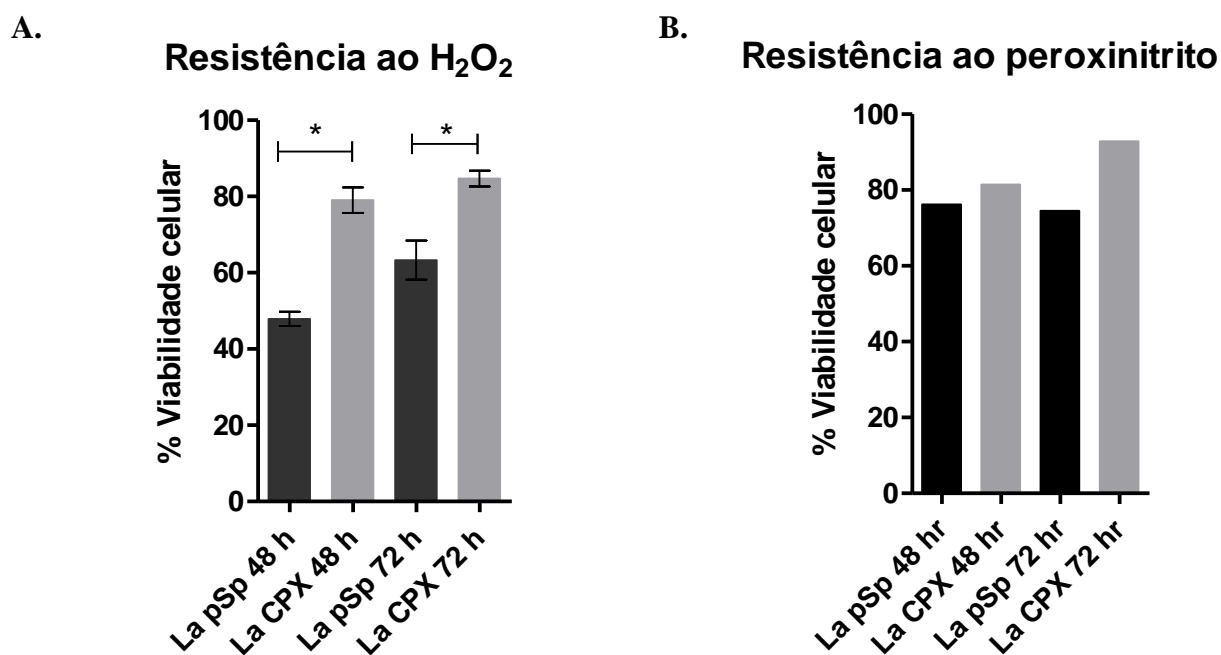 A.
Resistência ao H₂O₂
% Viabilidade celular
100
80
60
40
20
0
*
*
La pSp 48 h
La CPX 48 h
La pSp 72 h
La CPX 72 h
B.
Resistência ao peroxinitrito
% Viabilidade celular
100
80
60
40
20
0
La pSp 48 hr
La CPX 48 hr
La pSp 72 hr
La CPX 72 hr